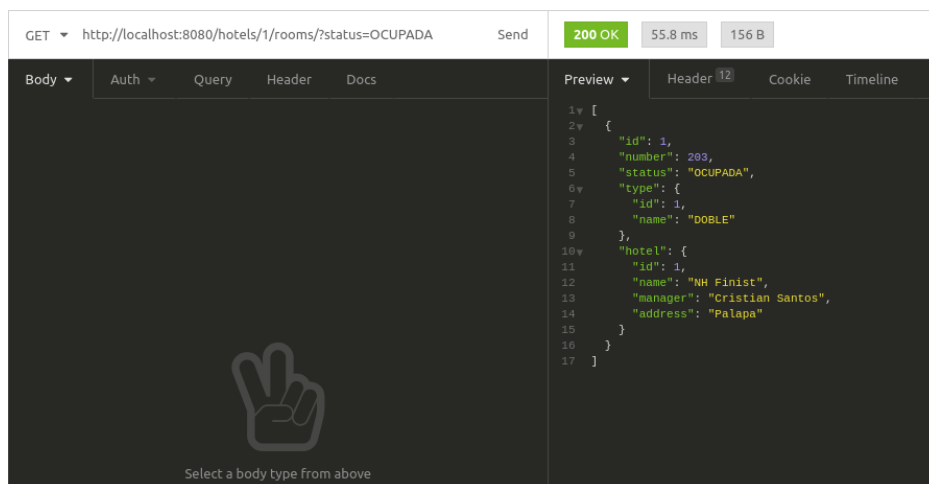 GET http://localhost:8080/hotels/1/rooms/?status=OCUPADA Send
200 OK 55.8 ms 156 B
Body Auth Query Header Docs
Preview Header 12 Cookie Timeline
1 [
2 {
3 "id": 1,
4 "number": 203,
5 "status": "OCUPADA",
6 "type": {
7 "id": 1,
8 "name": "DOBLE"
9 },
10 "hotel": {
11 "id": 1,
12 "name": "NH Finist",
13 "manager": "Cristian Santos",
14 "address": "Palapa"
15 }
16 }
17 ]
Select a body type from above